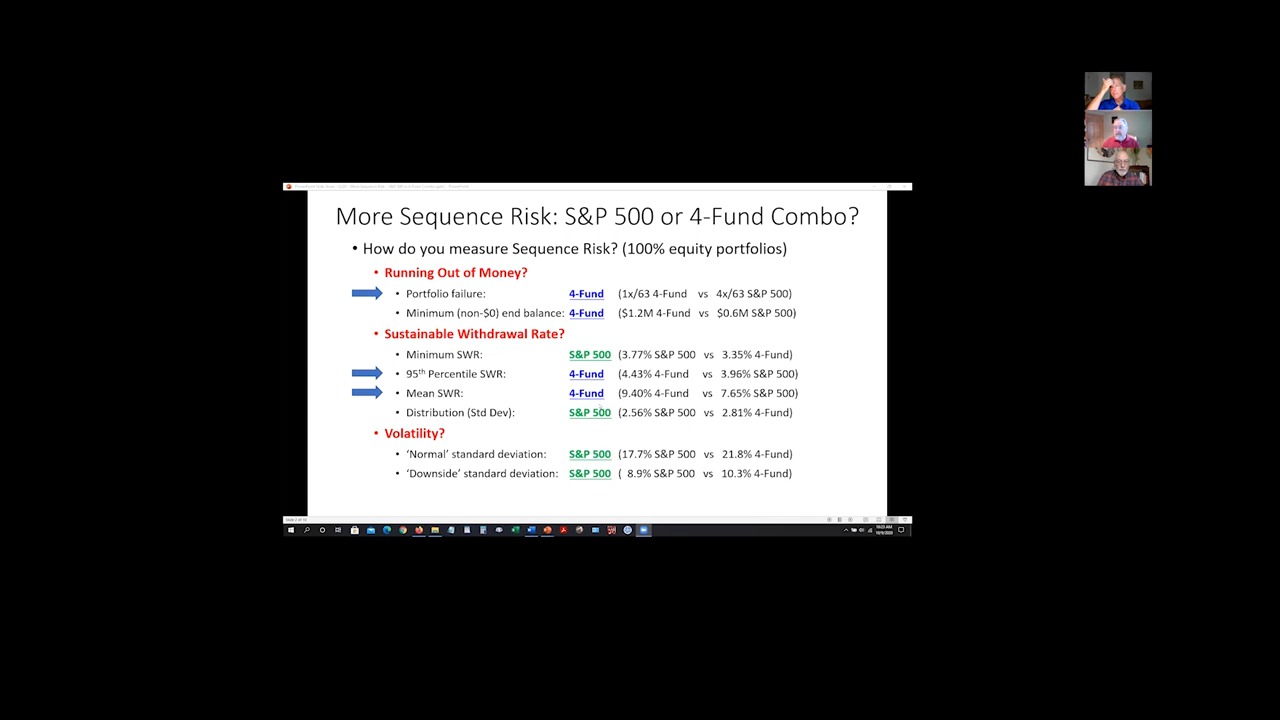 More Sequence Risk: S&P 500 or 4-Fund Combo?
• How do you measure Sequence Risk? (100% equity portfolios)
• Running Out of Money?
• Portfolio failure: 4-Fund (1x/63 4-Fund vs 4x/63 S&P 500)
• Minimum (non-$0) end balance: 4-Fund ($1.2M 4-Fund vs $0.6M S&P 500)
• Sustainable Withdrawal Rate?
• Minimum SWR: S&P 500 (3.77% S&P 500 vs 3.35% 4-Fund)
• 95th Percentile SWR: 4-Fund (4.43% 4-Fund vs 3.96% S&P 500)
• Mean SWR: 4-Fund (9.40% 4-Fund vs 7.65% S&P 500)
• Distribution (Std Dev): S&P 500 (2.56% S&P 500 vs 2.81% 4-Fund)
• Volatility?
• ‘Normal’ standard deviation: S&P 500 (17.7% S&P 500 vs 21.8% 4-Fund)
• ‘Downside’ standard deviation: S&P 500 ( 8.9% S&P 500 vs 10.3% 4-Fund)